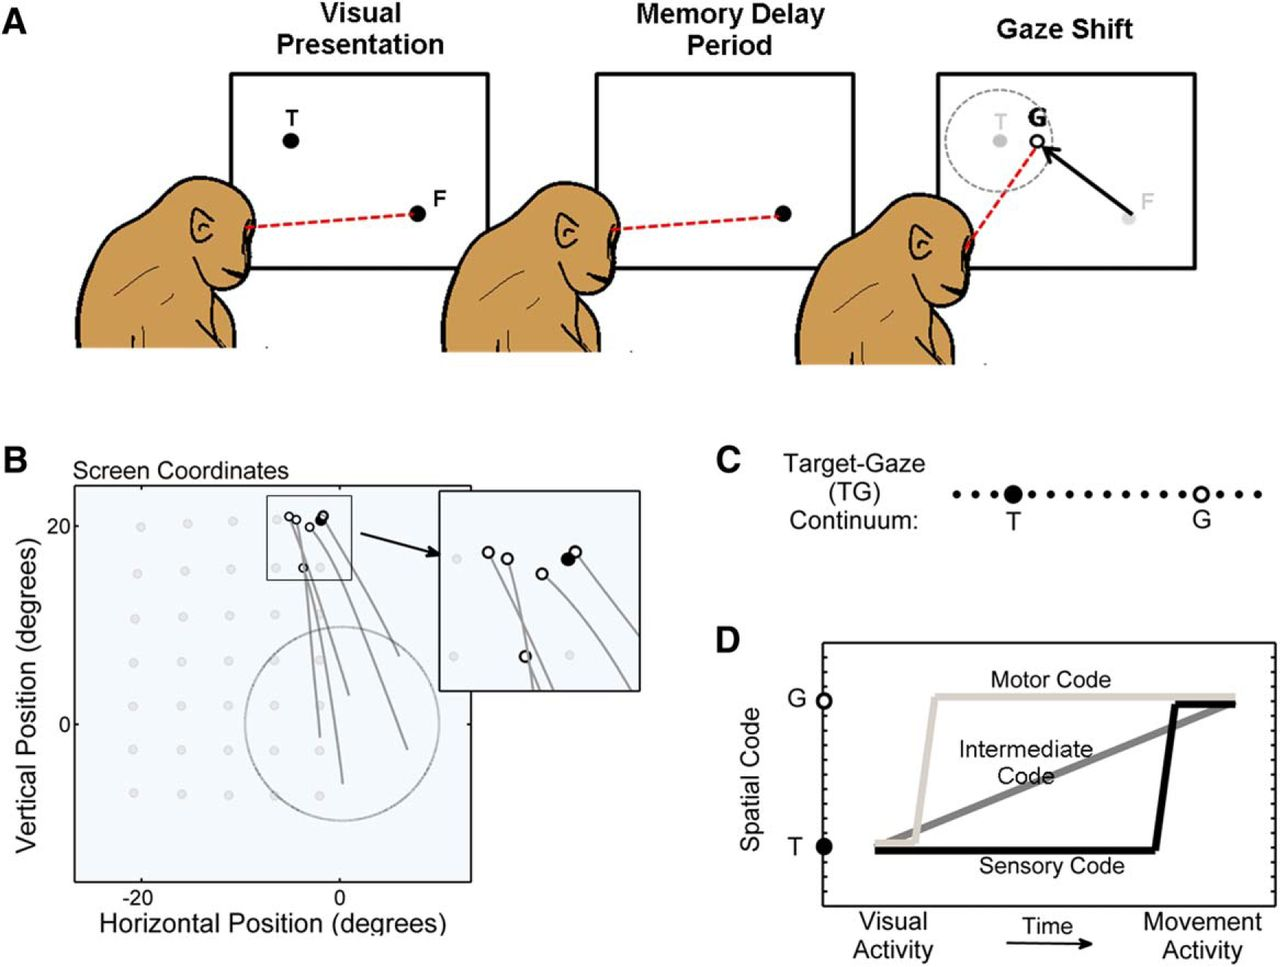 A
Visual
Presentation
Memory Delay
Period
Gaze Shift
T
F
T
G
F
B
Screen Coordinates
20
0
-20
0
Vertical Position (degrees)
Horizontal Position (degrees)
C
Target-Gaze
(TG)
Continuum:
T
G
D
G
T
Spatial Code
Motor Code
Intermediate
Code
Sensory Code
Visual
Activity
Time
Movement
Activity